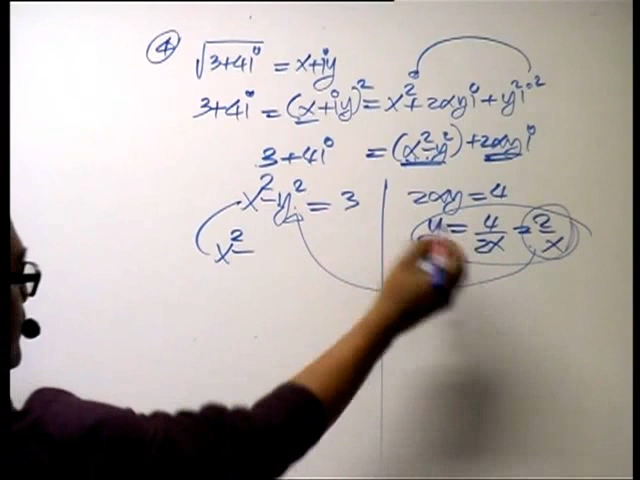 ④ √3+4i = x+iy
3+4i = (x+iy)² = x²+2xyi+y²i²
3+4i = (x²-y²)+2xyi
x²-y² = 3
x²-
2xy = 4
y = 4/2x = 2/x